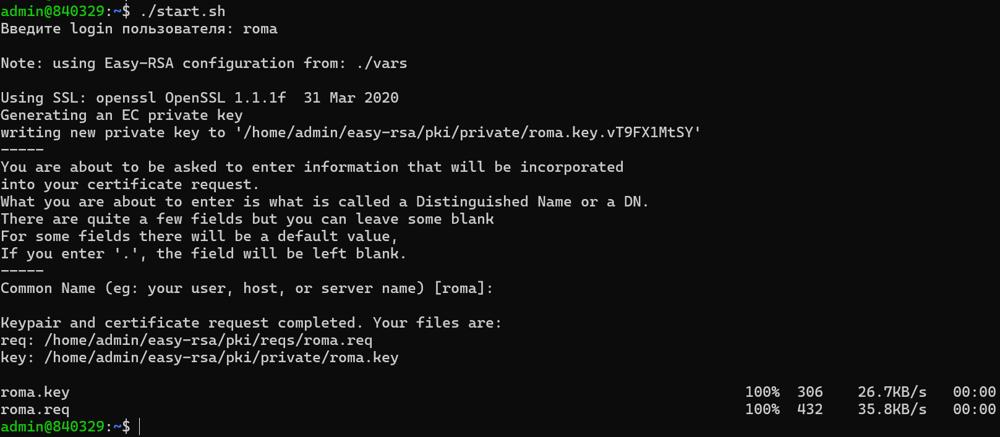 admin@840329:~$ ./start.sh
Введите login пользователя: roma
Note: using Easy-RSA configuration from: ./vars
Using SSL: openssl OpenSSL 1.1.1f  31 Mar 2020
Generating an EC private key
writing new private key to '/home/admin/easy-rsa/pki/private/roma.key.vT9FX1MtSY'
-----
You are about to be asked to enter information that will be incorporated
into your certificate request.
What you are about to enter is what is called a Distinguished Name or a DN.
There are quite a few fields but you can leave some blank
For some fields there will be a default value,
If you enter '.', the field will be left blank.
-----
Common Name (eg: your user, host, or server name) [roma]:
Keypair and certificate request completed. Your files are:
req: /home/admin/easy-rsa/pki/reqs/roma.req
key: /home/admin/easy-rsa/pki/private/roma.key
roma.key 100% 306 26.7KB/s 00:00
roma.req 100% 432 35.8KB/s 00:00
admin@840329:~$